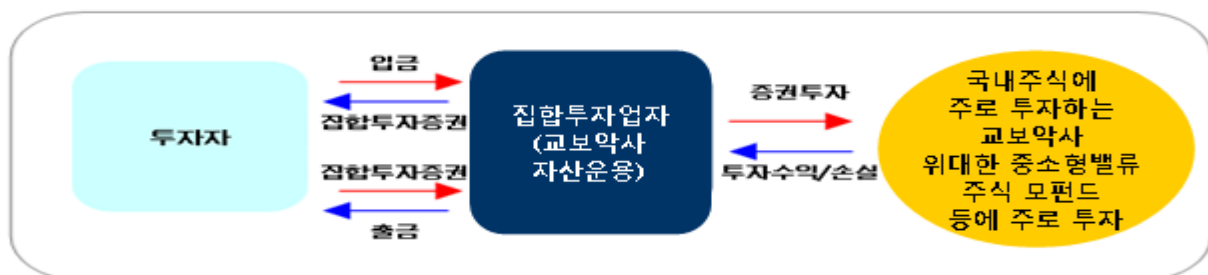 투자자
입금
집합투자증권
집합투자증권
출금
집합투자업자
(교보악사
자산운용)
증권투자
투자수익/손실
국내주식에
주로 투자하는
교보악사
위대한 중소형밸류
주식 모펀드
등에 주로 투자